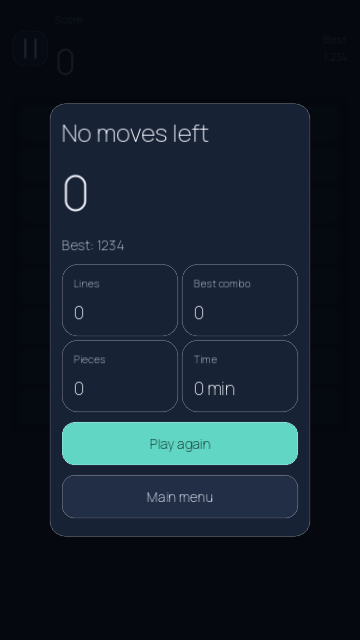 Score
0
Best
1234
No moves left
0
Best: 1234
Lines
0
Best combo
0
Pieces
0
Time
0 min
Play again
Main menu